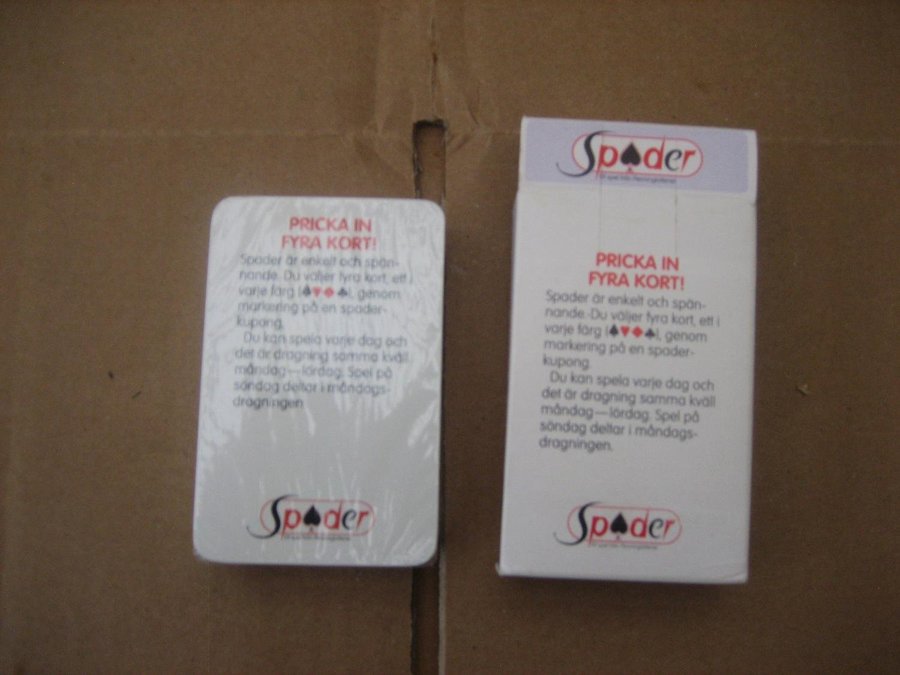 PRICKA IN
FYRA KORT!
Spader är enkelt och spän-
nande. Du väljer fyra kort, ett i
varje färg (♠♥♦♣), genom
markering på en spader-
kupong.
Du kan spela varje dag och
det är dragning samma kväll
måndag—lördag. Spel på
söndag deltar i måndags-
dragningen.
Spader
Spader
Ett spel från Penninglotteriet
PRICKA IN
FYRA KORT!
Spader är enkelt och spän-
nande. Du väljer fyra kort, ett i
varje färg (♠♥♦♣), genom
markering på en spader-
kupong.
Du kan spela varje dag och
det är dragning samma kväll
måndag—lördag. Spel på
söndag deltar i måndags-
dragningen.
Spader